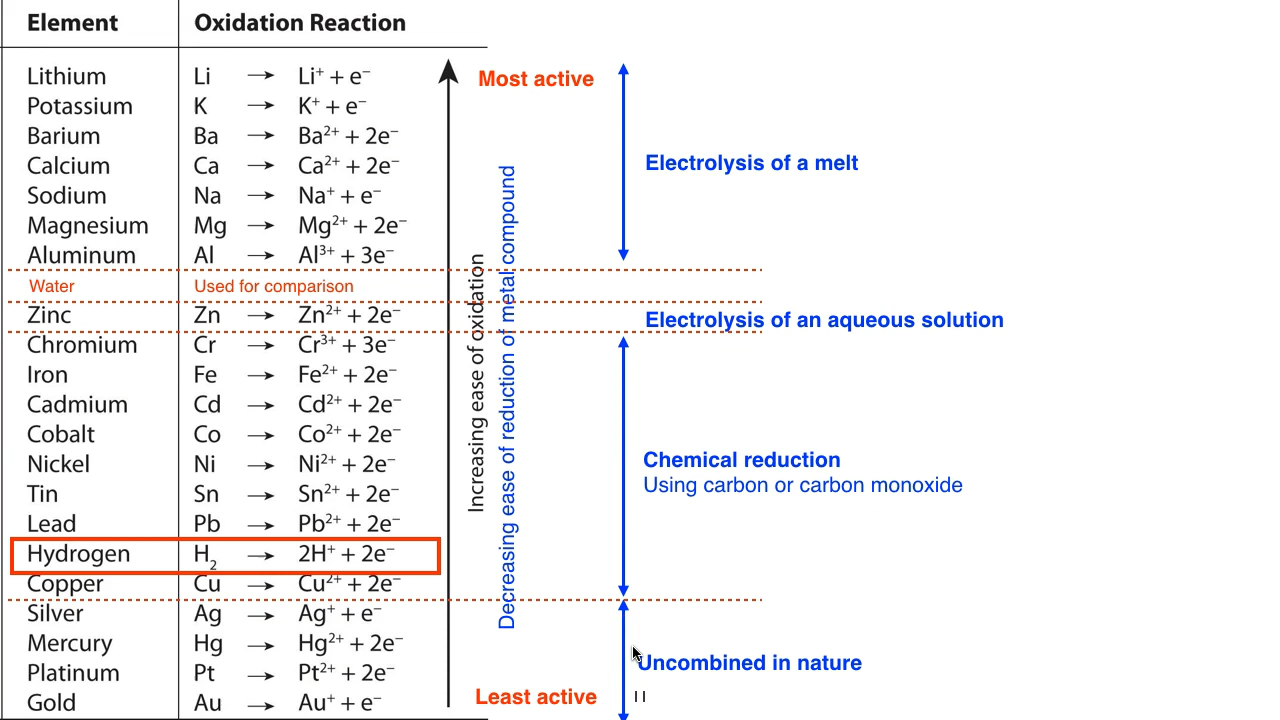 Element Oxidation Reaction
Lithium Li → Li⁺ + e⁻ Most active
Potassium K → K⁺ + e⁻
Barium Ba → Ba²⁺ + 2e⁻
Calcium Ca → Ca²⁺ + 2e⁻ Electrolysis of a melt
Sodium Na → Na⁺ + e⁻
Magnesium Mg → Mg²⁺ + 2e⁻
Aluminum Al → Al³⁺ + 3e⁻
Water Used for comparison
Zinc Zn → Zn²⁺ + 2e⁻ Electrolysis of an aqueous solution
Chromium Cr → Cr³⁺ + 3e⁻
Iron Fe → Fe²⁺ + 2e⁻
Cadmium Cd → Cd²⁺ + 2e⁻
Cobalt Co → Co²⁺ + 2e⁻ Chemical reduction
Nickel Ni → Ni²⁺ + 2e⁻ Using carbon or carbon monoxide
Tin Sn → Sn²⁺ + 2e⁻
Lead Pb → Pb²⁺ + 2e⁻
Hydrogen H₂ → 2H⁺ + 2e⁻
Copper Cu → Cu²⁺ + 2e⁻
Silver Ag → Ag⁺ + e⁻
Mercury Hg → Hg²⁺ + 2e⁻ Uncombined in nature
Platinum Pt → Pt²⁺ + 2e⁻
Gold Au → Au⁺ + e⁻ Least active
Increasing ease of oxidation
Decreasing ease of reduction of metal compound